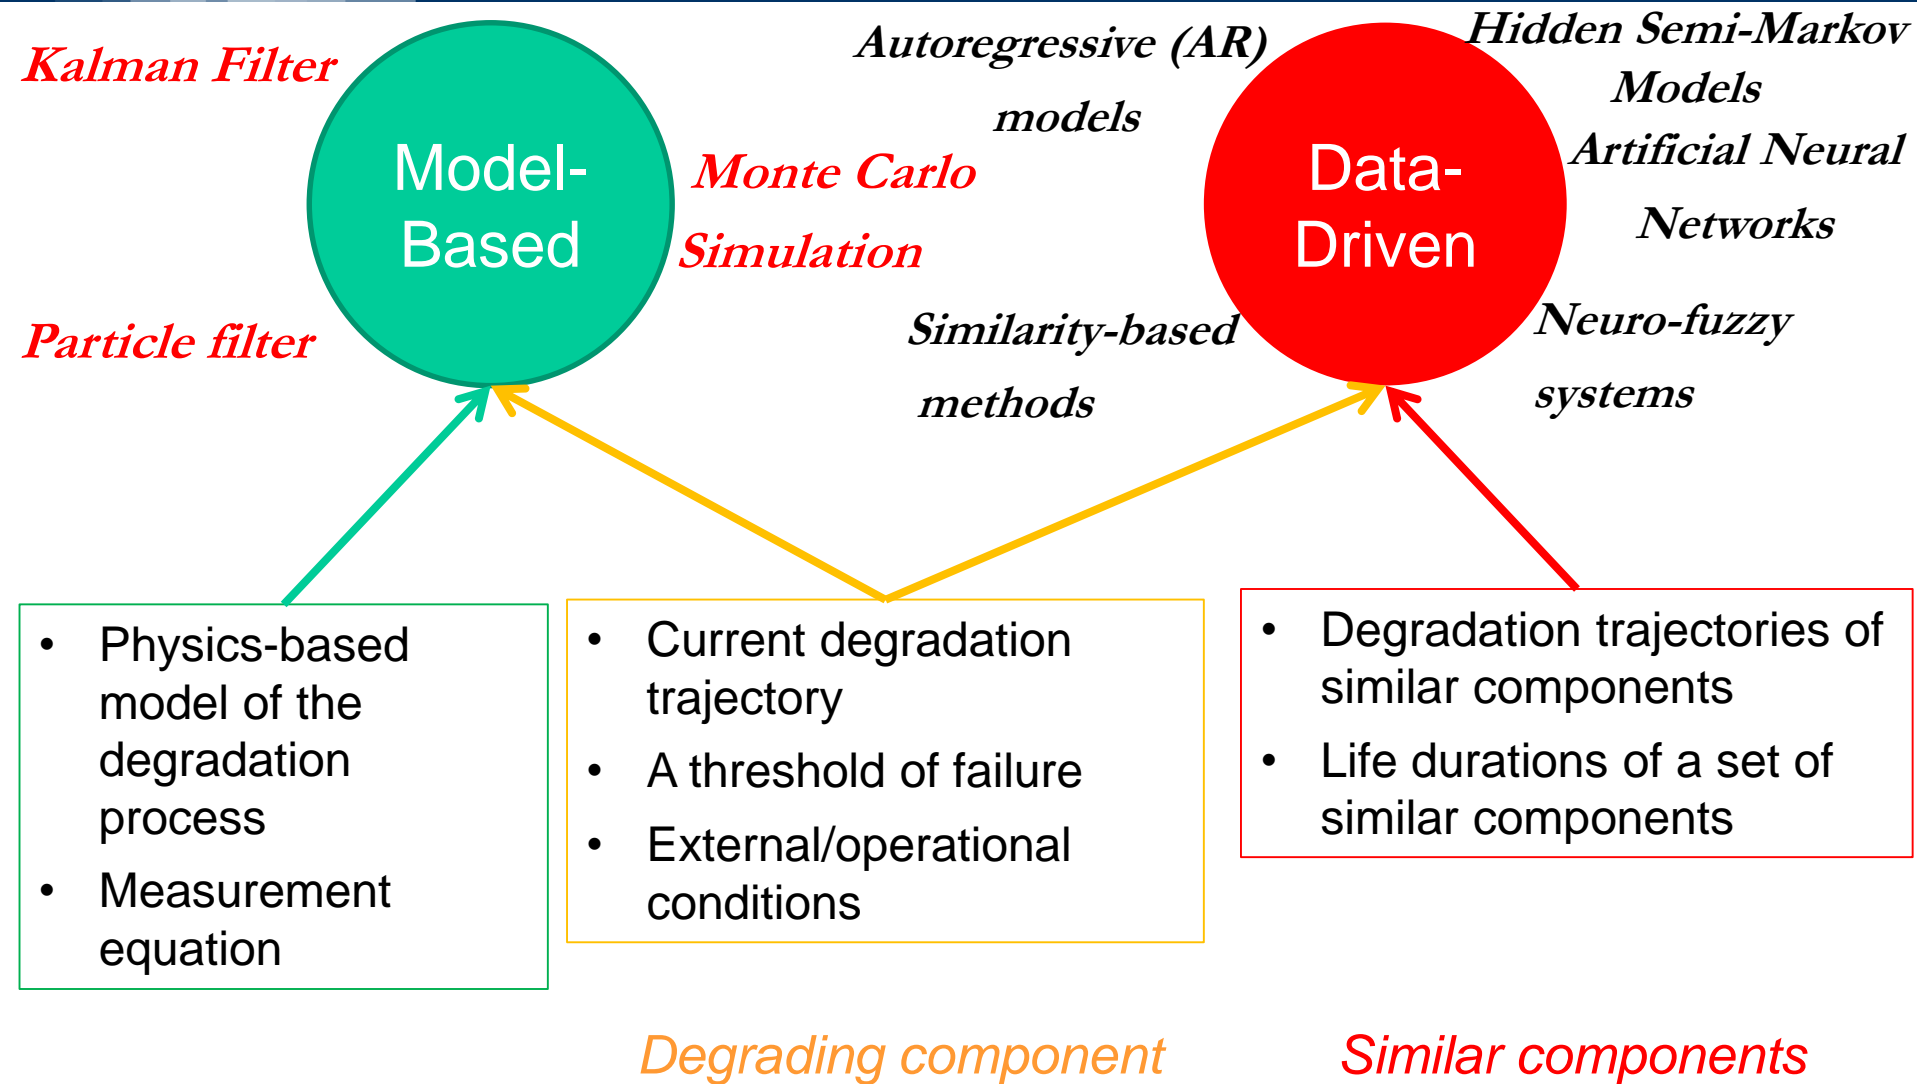 Kalman Filter
Model-
Based
Particle filter
Monte Carlo
Simulation
Autoregressive (AR)
models
Similarity-based
methods
Data-
Driven
Hidden Semi-Markov
Models
Artificial Neural
Networks
Neuro-fuzzy
systems
• Physics-based
model of the
degradation
process
• Measurement
equation
• Current degradation
trajectory
• A threshold of failure
• External/operational
conditions
• Degradation trajectories of
similar components
• Life durations of a set of
similar components
Degrading component
Similar components